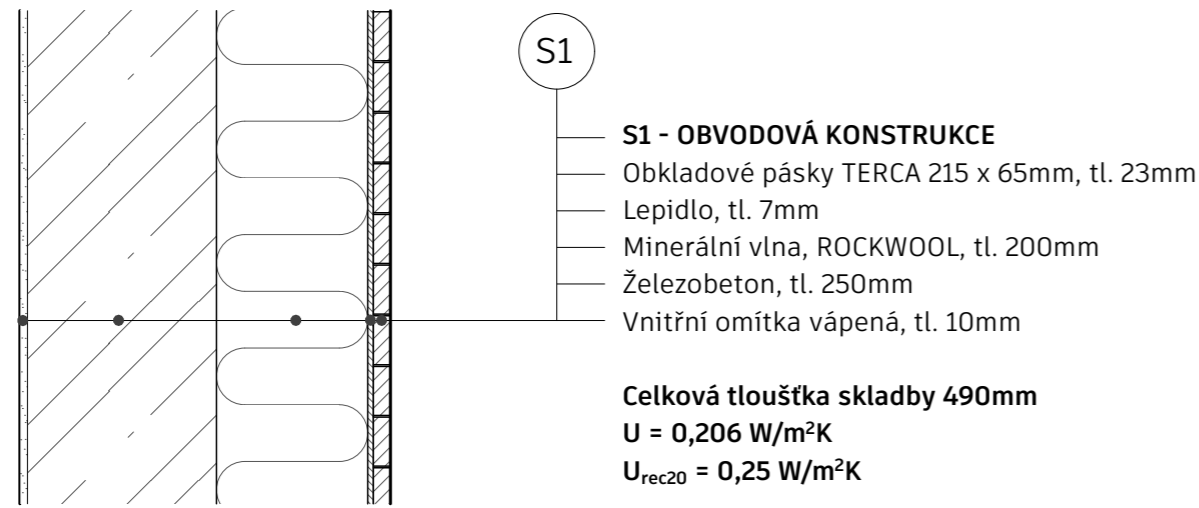 S1
S1 - OBVODOVÁ KONSTRUKCE
Obkladové pásky TERCA 215 x 65mm, tl. 23mm
Lepidlo, tl. 7mm
Minerální vlna, ROCKWOOL, tl. 200mm
Železobeton, tl. 250mm
Vnitřní omítka vápená, tl. 10mm
Celková tloušťka skladby 490mm
U = 0,206 W/m²K
Urec20 = 0,25 W/m²K